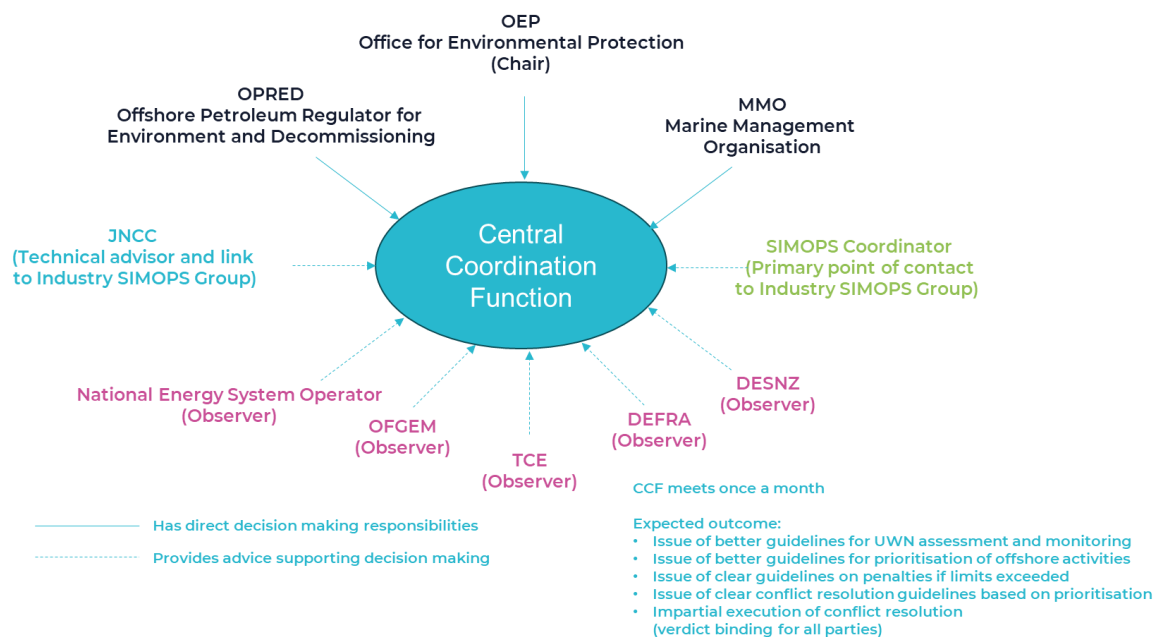 OEP
Office for Environmental Protection
(Chair)
OPRED
Offshore Petroleum Regulator for
Environment and Decommissioning
MMO
Marine Management
Organisation
JNCC
(Technical advisor and link
to Industry SIMOPS Group)
Central
Coordination
Function
SIMOPS Coordinator
(Primary point of contact
to Industry SIMOPS Group)
National Energy System Operator
(Observer)
OFGEM
(Observer)
TCE
(Observer)
DEFRA
(Observer)
DESNZ
(Observer)
Has direct decision making responsibilities
Provides advice supporting decision making
CCF meets once a month
Expected outcome:
• Issue of better guidelines for UWN assessment and monitoring
• Issue of better guidelines for prioritisation of offshore activities
• Issue of clear guidelines on penalties if limits exceeded
• Issue of clear conflict resolution guidelines based on prioritisation
• Impartial execution of conflict resolution
(verdict binding for all parties)